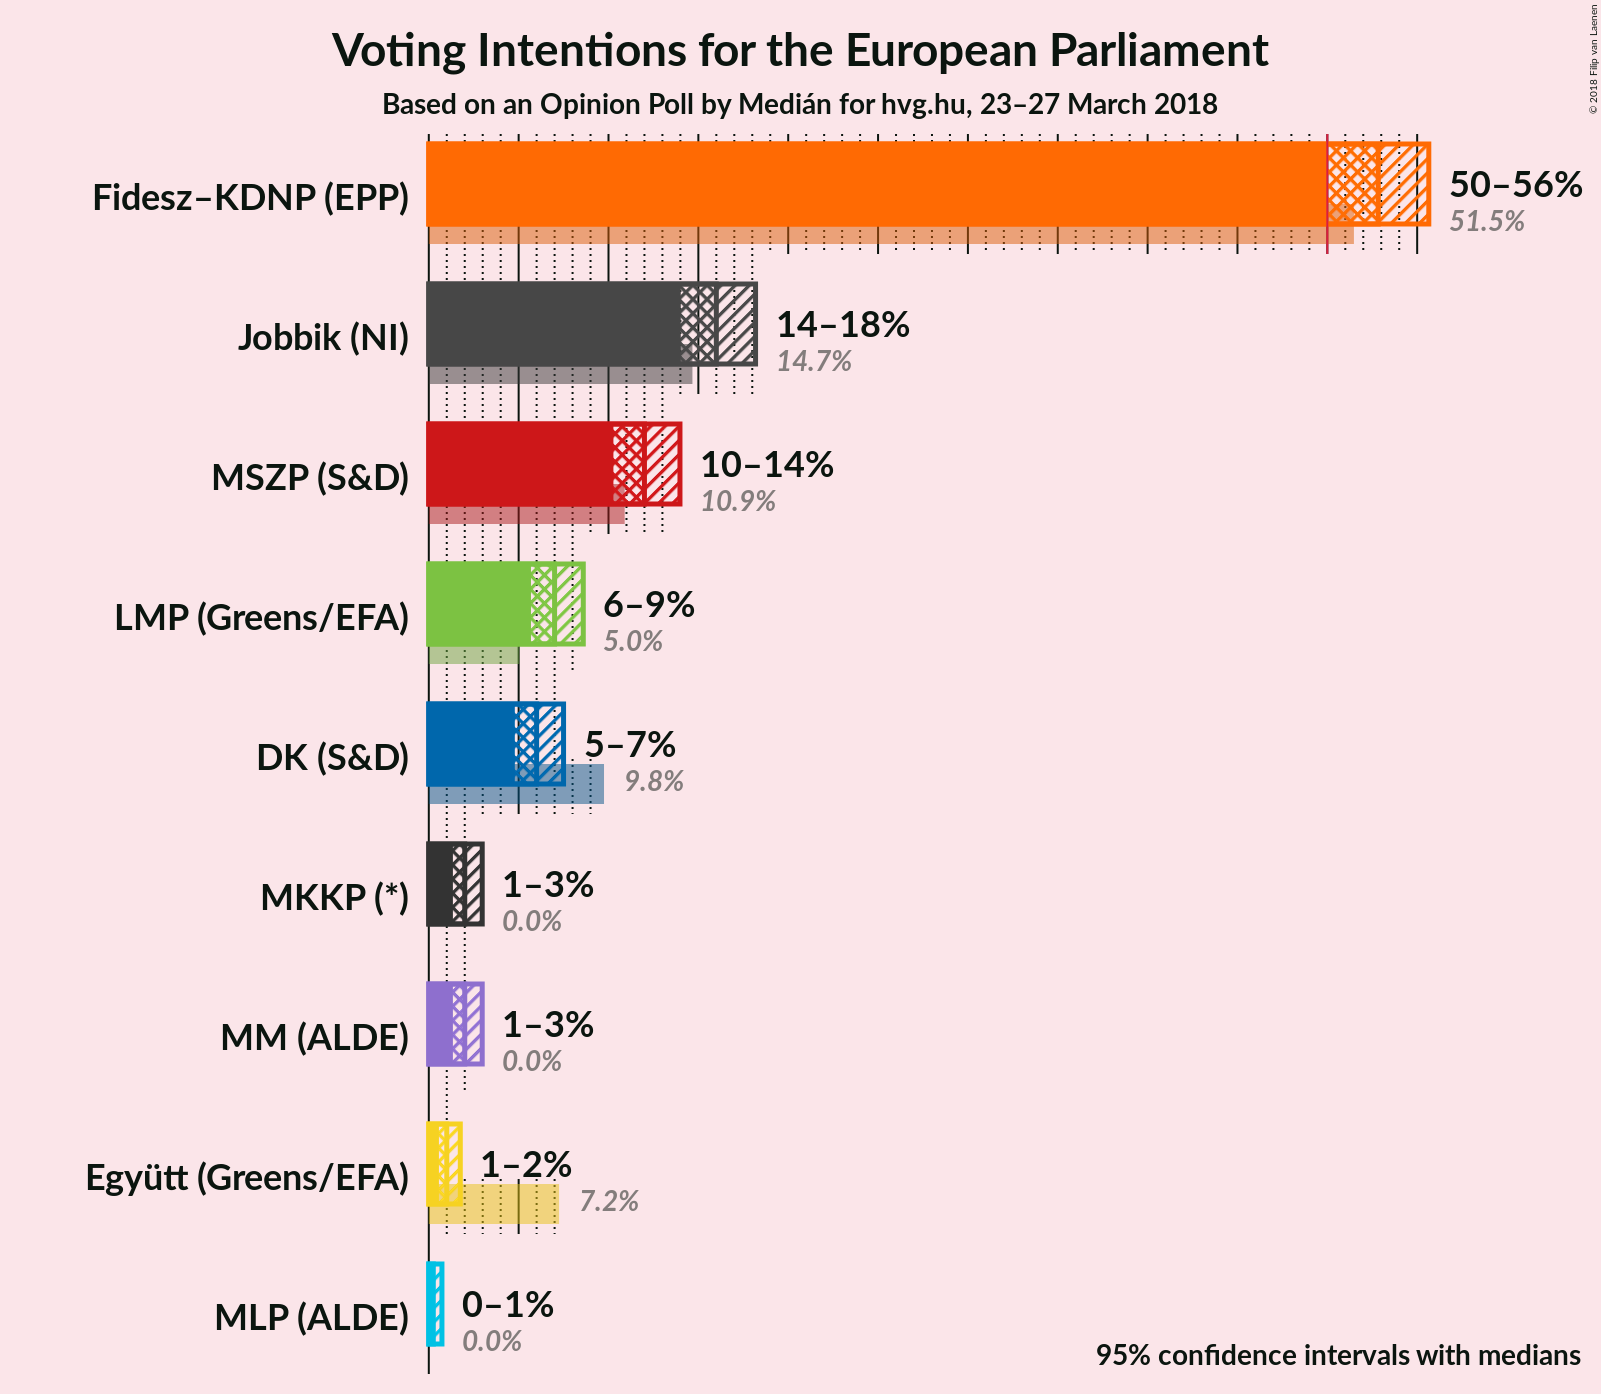 Voting Intentions for the European Parliament
Based on an Opinion Poll by Medián for hvg.hu, 23–27 March 2018
© 2018 Filip van Laenen
Fidesz–KDNP (EPP)
50–56%
51.5%
Jobbik (NI)
14–18%
14.7%
MSZP (S&D)
10–14%
10.9%
LMP (Greens/EFA)
6–9%
5.0%
DK (S&D)
5–7%
9.8%
MKKP (*)
1–3%
0.0%
MM (ALDE)
1–3%
0.0%
Együtt (Greens/EFA)
1–2%
7.2%
MLP (ALDE)
0–1%
0.0%
95% confidence intervals with medians